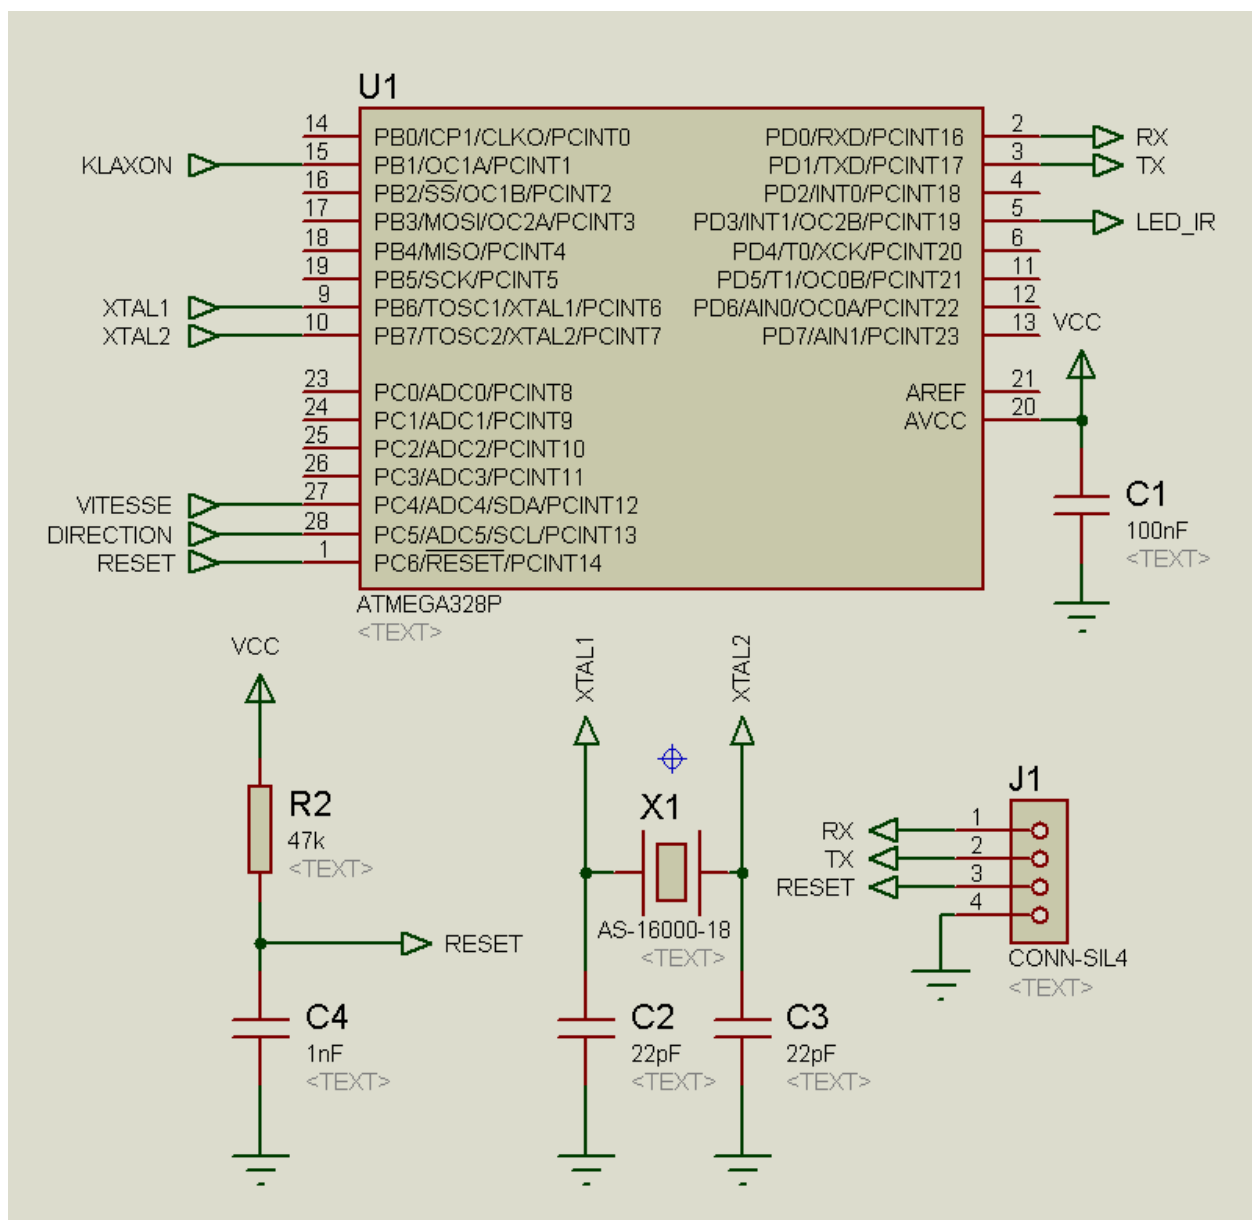 U1
14 PB0/ICP1/CLKO/PCINT0 PD0/RXD/PCINT16 2 RX
KLAXON 15 PB1/OC1A/PCINT1 PD1/TXD/PCINT17 3 TX
16 PB2/SS/OC1B/PCINT2 PD2/INT0/PCINT18 4
17 PB3/MOSI/OC2A/PCINT3 PD3/INT1/OC2B/PCINT19 5 LED_IR
18 PB4/MISO/PCINT4 PD4/T0/XCK/PCINT20 6
19 PB5/SCK/PCINT5 PD5/T1/OC0B/PCINT21 11
XTAL1 9 PB6/TOSC1/XTAL1/PCINT6 PD6/AIN0/OC0A/PCINT22 12
XTAL2 10 PB7/TOSC2/XTAL2/PCINT7 PD7/AIN1/PCINT23 13
VCC
23 PC0/ADC0/PCINT8 AREF 21
24 PC1/ADC1/PCINT9 AVCC 20
25 PC2/ADC2/PCINT10
26 PC3/ADC3/PCINT11
VITESSE 27 PC4/ADC4/SDA/PCINT12
DIRECTION 28 PC5/ADC5/SCL/PCINT13
RESET 1 PC6/RESET/PCINT14
C1
100nF
<TEXT>
ATMEGA328P
<TEXT>
VCC
R2
47k
<TEXT>
RESET
C4
1nF
<TEXT>
XTAL1
XTAL2
X1
AS-16000-18
<TEXT>
C2
22pF
<TEXT>
C3
22pF
<TEXT>
J1
RX 1
TX 2
RESET 3
4
CONN-SIL4
<TEXT>